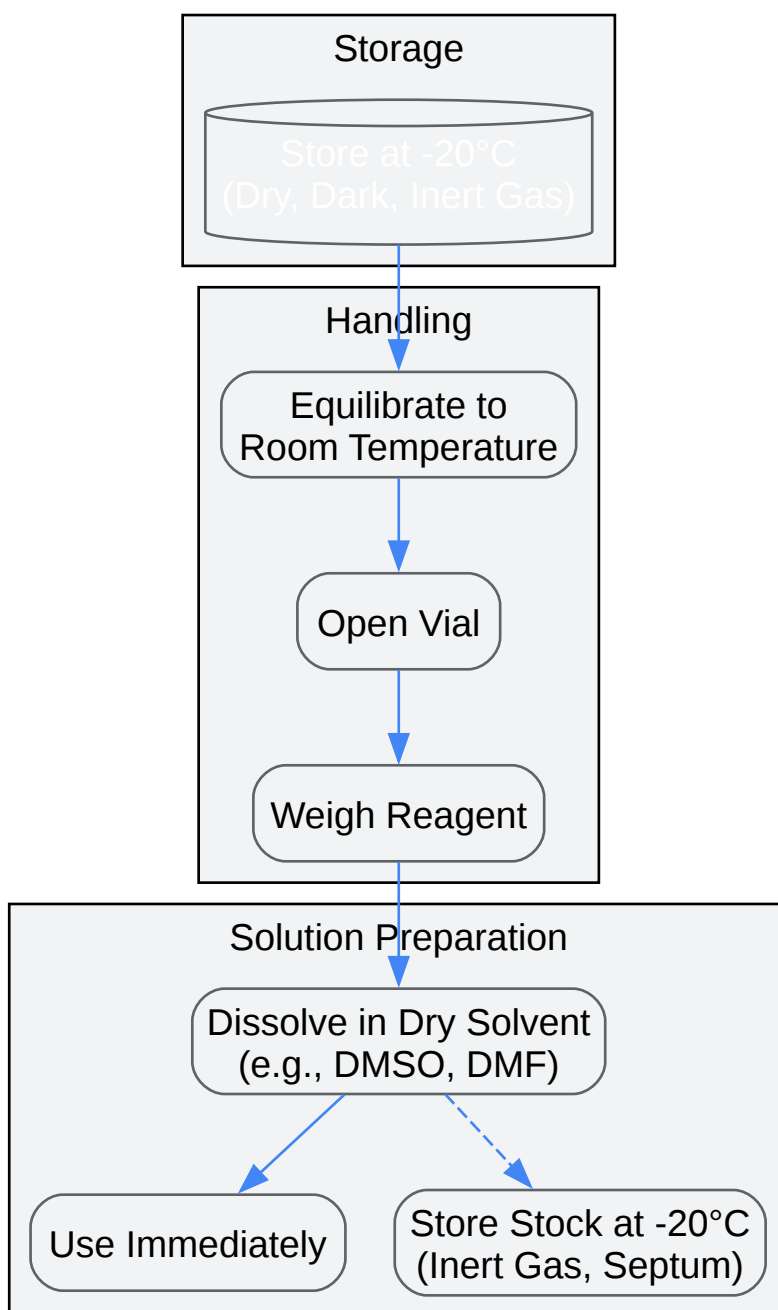 Storage
Store at -20°C
(Dry, Dark, Inert Gas)
Handling
Equilibrate to
Room Temperature
Open Vial
Weigh Reagent
Solution Preparation
Dissolve in Dry Solvent
(e.g., DMSO, DMF)
Use Immediately
Store Stock at -20°C
(Inert Gas, Septum)